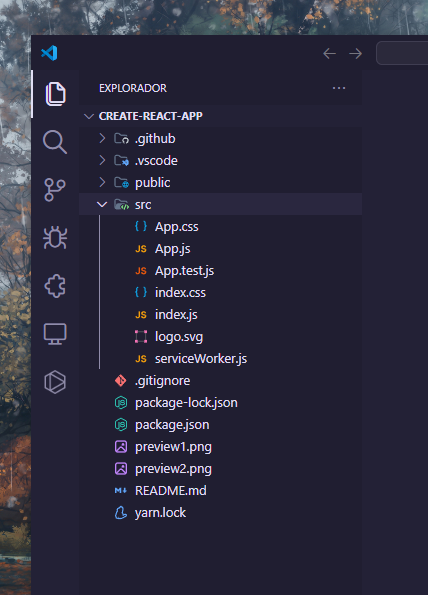 EXPLORADOR
CREATE-REACT-APP
.github
.vscode
public
src
App.css
JS App.js
JS App.test.js
index.css
JS index.js
logo.svg
JS serviceWorker.js
.gitignore
JS package-lock.json
JS package.json
preview1.png
preview2.png
M README.md
yarn.lock